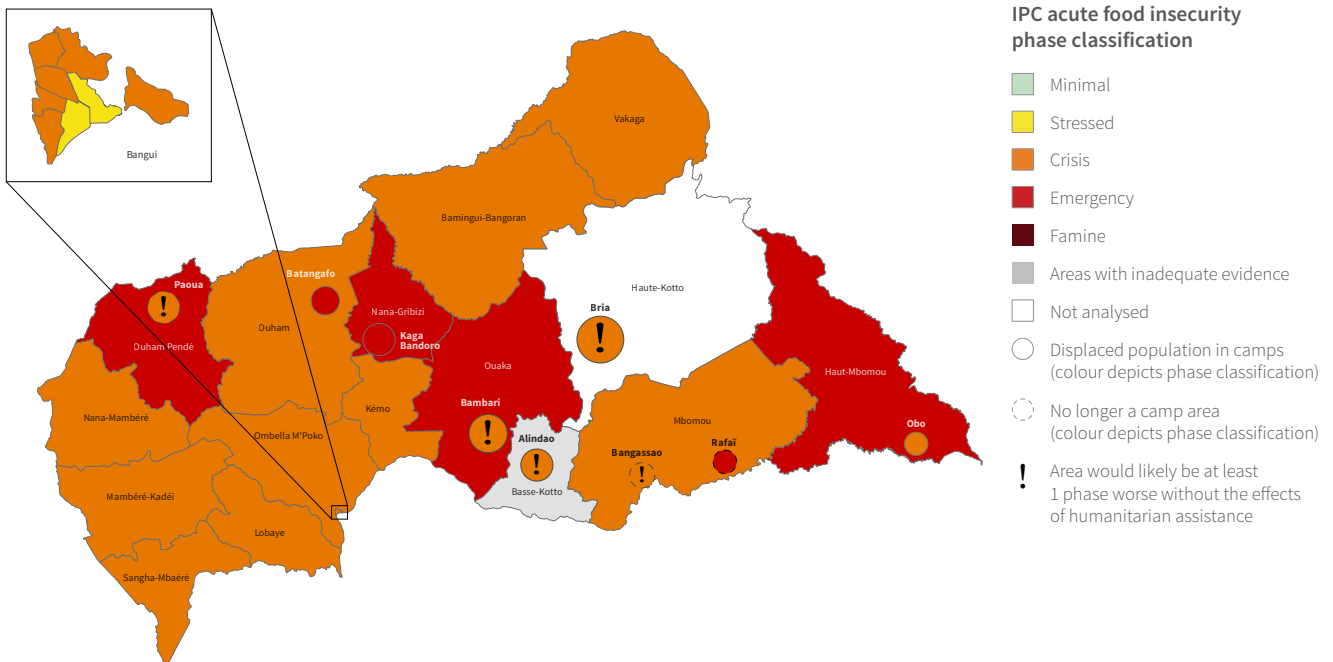 IPC acute food insecurity
phase classification
Minimal
Stressed
Crisis
Emergency
Famine
Areas with inadequate evidence
Not analysed
Displaced population in camps
(colour depicts phase classification)
No longer a camp area
(colour depicts phase classification)
! Area would likely be at least
1 phase worse without the effects
of humanitarian assistance
Bangui
Vakaga
Bamingui-Bangoran
Batangafo
Paoua
!
Haute-Kotto
Nana-Gribizi
Bria
!
Ouham
Kaga
Bandoro
Ouham Pendé
Ouaka
Haut-Mbomou
Bambari
!
Kémo
Nana-Mambéré
Mbomou
Obo
Ombella M'Poko
Alindao
!
Rafaï
Bangassao
!
Basse-Kotto
Mambéré-Kadéï
Lobaye
Sangha-Mbaéré